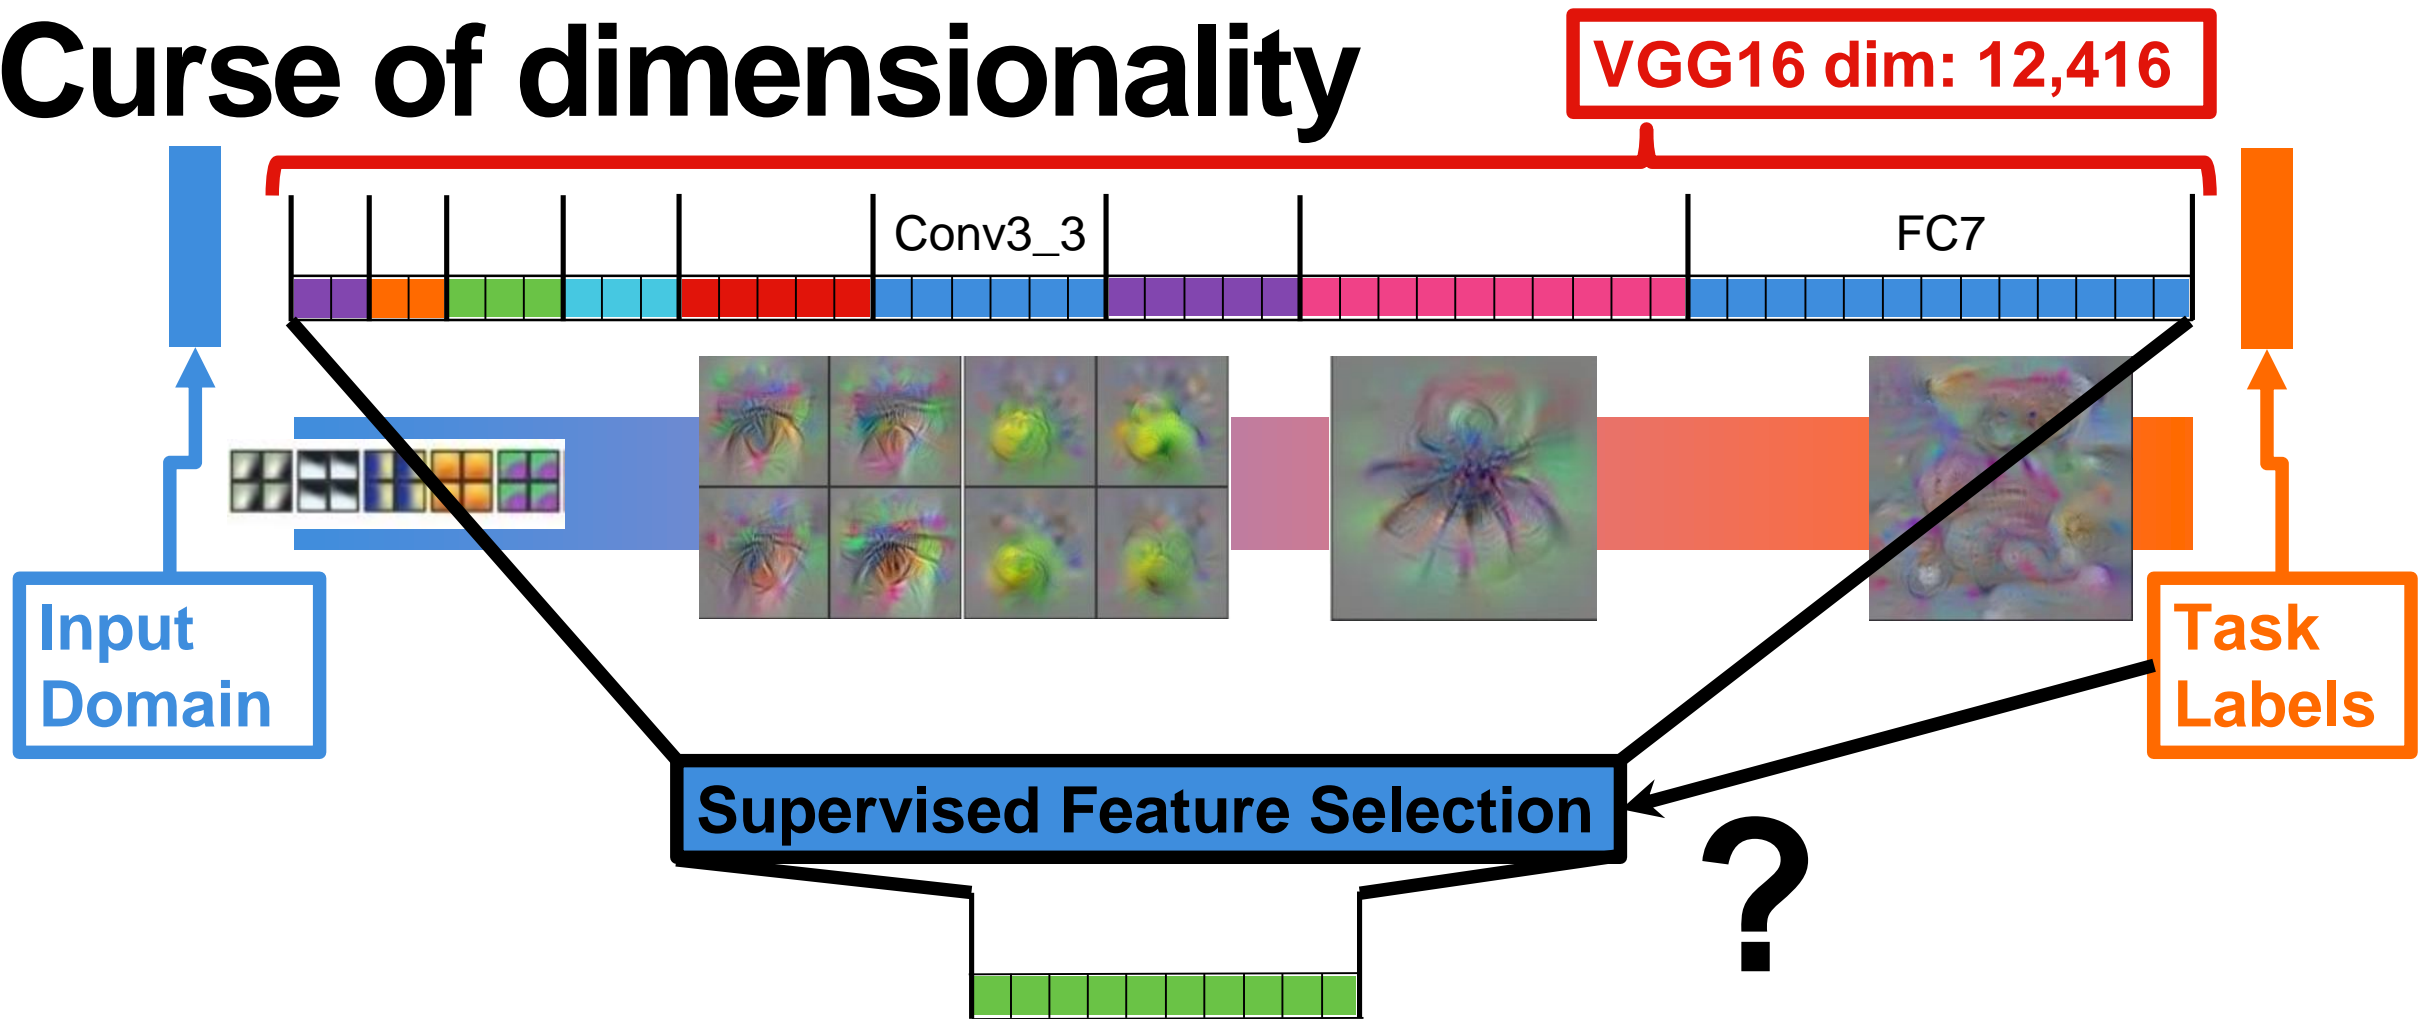 Curse of dimensionality
VGG16 dim: 12,416
Conv3_3
FC7
Input
Domain
Task
Labels
Supervised Feature Selection
?